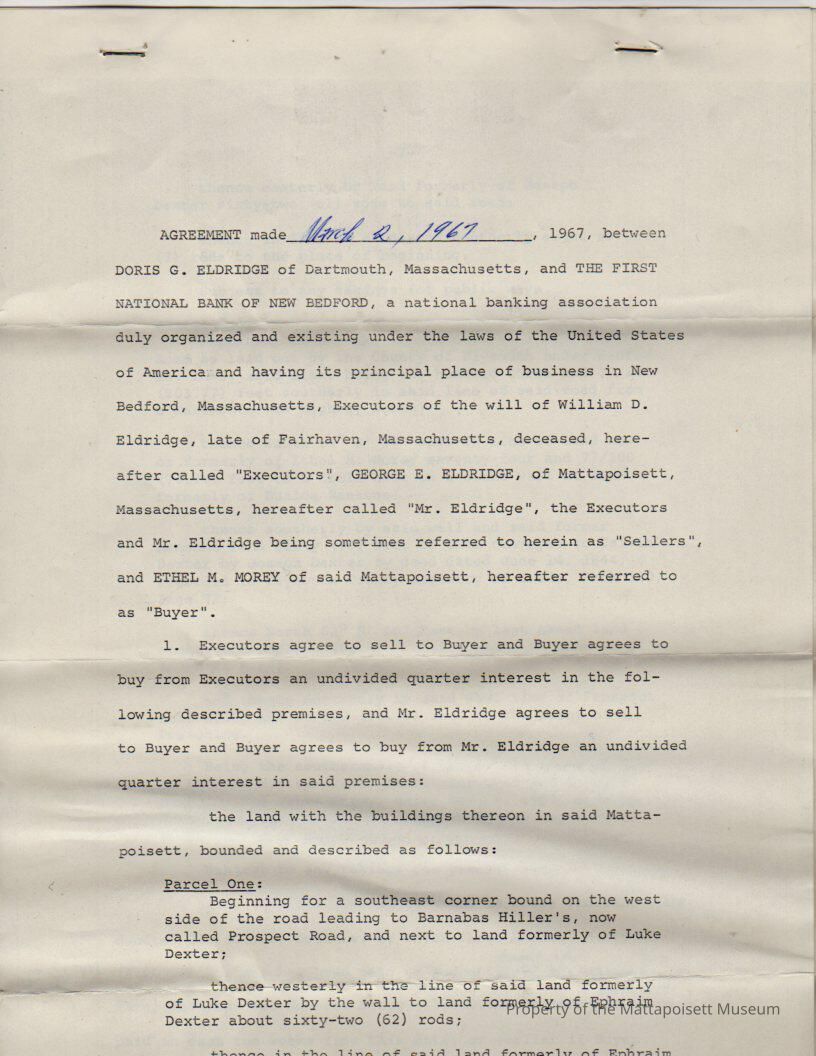 AGREEMENT made March 2, 1967, 1967, between
DORIS G. ELDRIDGE of Dartmouth, Massachusetts, and THE FIRST
NATIONAL BANK OF NEW BEDFORD, a national banking association
duly organized and existing under the laws of the United States
of America and having its principal place of business in New
Bedford, Massachusetts, Executors of the will of William D.
Eldridge, late of Fairhaven, Massachusetts, deceased, here-
after called "Executors", GEORGE E. ELDRIDGE, of Mattapoisett,
Massachusetts, hereafter called "Mr. Eldridge", the Executors
and Mr. Eldridge being sometimes referred to herein as "Sellers",
and ETHEL M. MOREY of said Mattapoisett, hereafter referred to
as "Buyer".
1. Executors agree to sell to Buyer and Buyer agrees to
buy from Executors an undivided quarter interest in the fol-
lowing described premises, and Mr. Eldridge agrees to sell
to Buyer and Buyer agrees to buy from Mr. Eldridge an undivided
quarter interest in said premises:
the land with the buildings thereon in said Matta-
poisett, bounded and described as follows:
Parcel One:
Beginning for a southeast corner bound on the west
side of the road leading to Barnabas Hiller's, now
called Prospect Road, and next to land formerly of Luke
Dexter;
thence westerly in the line of said land formerly
of Luke Dexter by the wall to land formerly of Ephraim
Property of the Mattapoisett Museum
Dexter about sixty-two (62) rods;
thence in the line of said land formerly of Ephraim